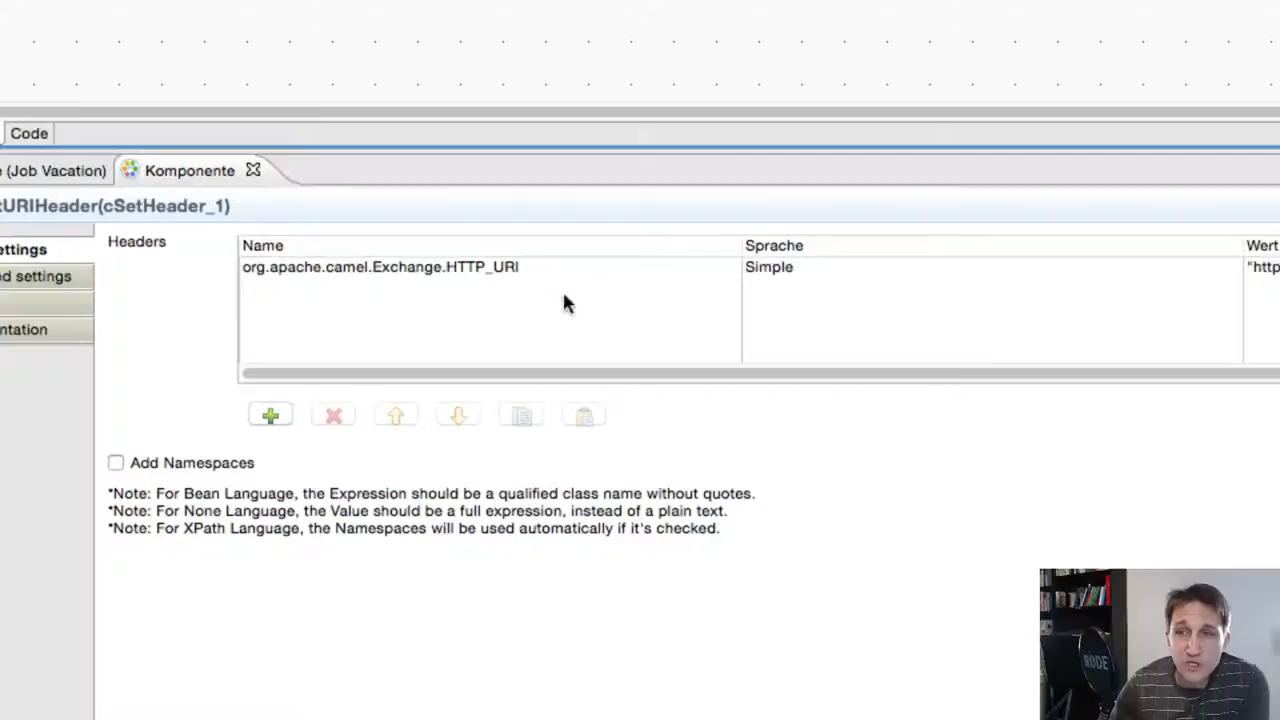 Code
(Job Vacation)
Komponente
URIHeader(cSetHeader_1)
ettings
Headers
Name
Sprache
Wert
org.apache.camel.Exchange.HTTP_URI
Simple
"http
ed settings
ntation
Add Namespaces
*Note: For Bean Language, the Expression should be a qualified class name without quotes.
*Note: For None Language, the Value should be a full expression, instead of a plain text.
*Note: For XPath Language, the Namespaces will be used automatically if it's checked.
RODE